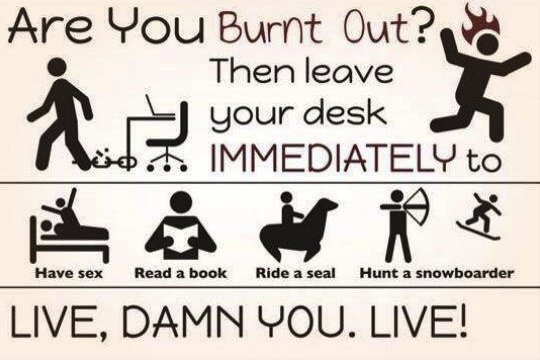 Are You Burnt Out?
Then leave
your desk
IMMEDIATELY to
Have sex
Read a book
Ride a seal
Hunt a snowboarder
LIVE, DAMN YOU. LIVE!